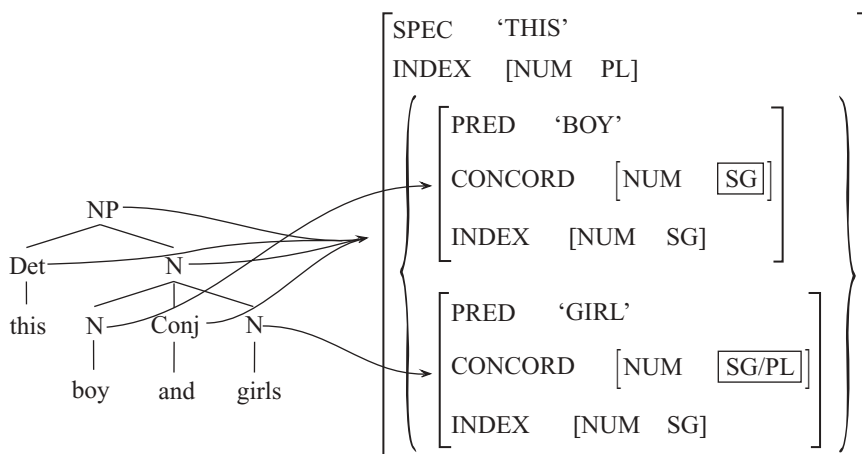 SPEC ‘THIS’
INDEX [NUM PL]
PRED ‘BOY’
CONCORD [NUM SG]
INDEX [NUM SG]
PRED ‘GIRL’
CONCORD [NUM SG/PL]
INDEX [NUM SG]
NP
Det N
this N Conj N
boy and girls